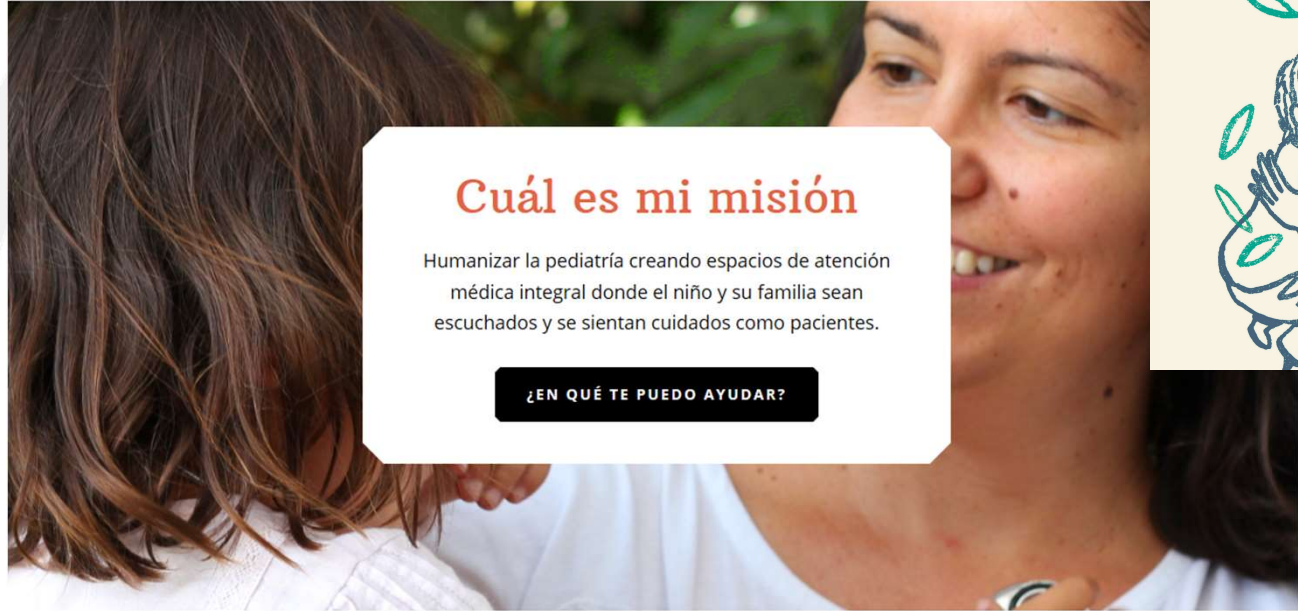 Cuál es mi misión
Humanizar la pediatría creando espacios de atención
médica integral donde el niño y su familia sean
escuchados y se sientan cuidados como pacientes.
¿EN QUÉ TE PUEDO AYUDAR?